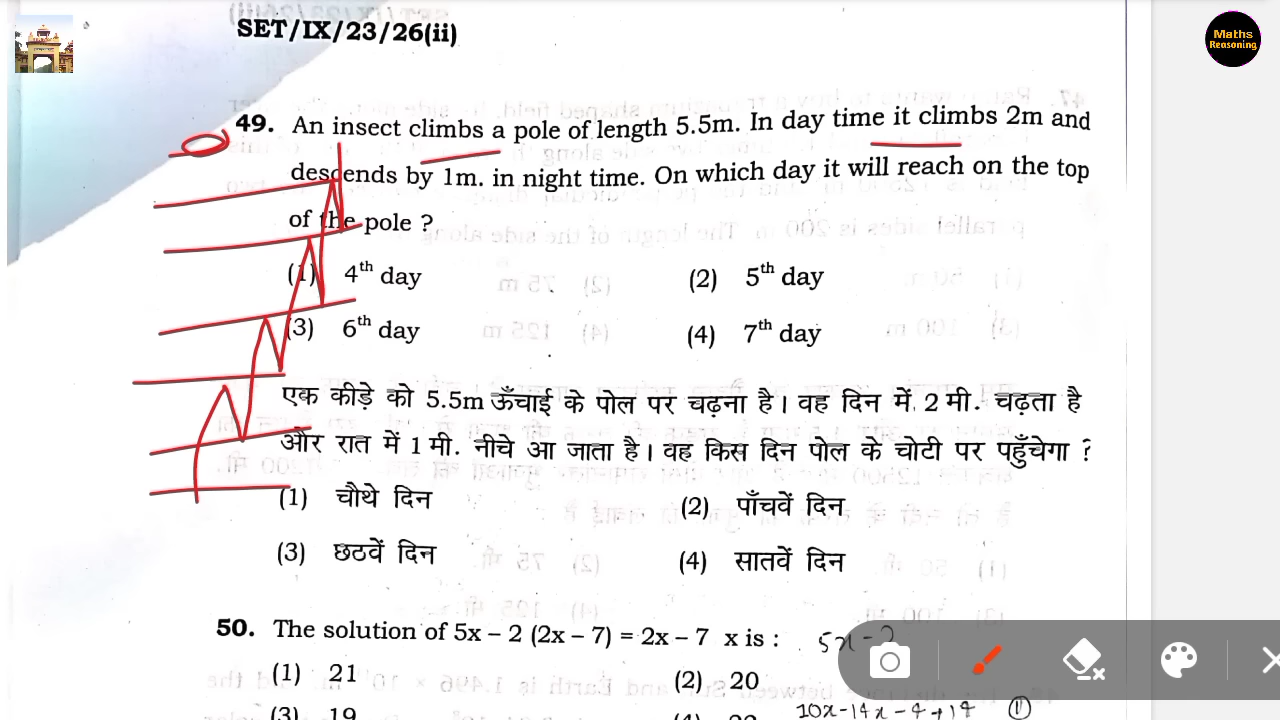 SET/IX/23/26(ii)
Maths
Reasoning
49. An insect climbs a pole of length 5.5m. In day time it climbs 2m and
descends by 1m. in night time. On which day it will reach on the top
of the pole ?
(1) 4th day (2) 5th day
(3) 6th day (4) 7th day
एक कीड़े को 5.5m ऊँचाई के पोल पर चढ़ना है। वह दिन में 2 मी. चढ़ता है
और रात में 1 मी. नीचे आ जाता है। वह किस दिन पोल के चोटी पर पहुँचेगा ?
(1) चौथे दिन (2) पाँचवें दिन
(3) छठवें दिन (4) सातवें दिन
50. The solution of 5x – 2 (2x – 7) = 2x – 7 x is : 5x - 2
(1) 21 (2) 20
(3) 19